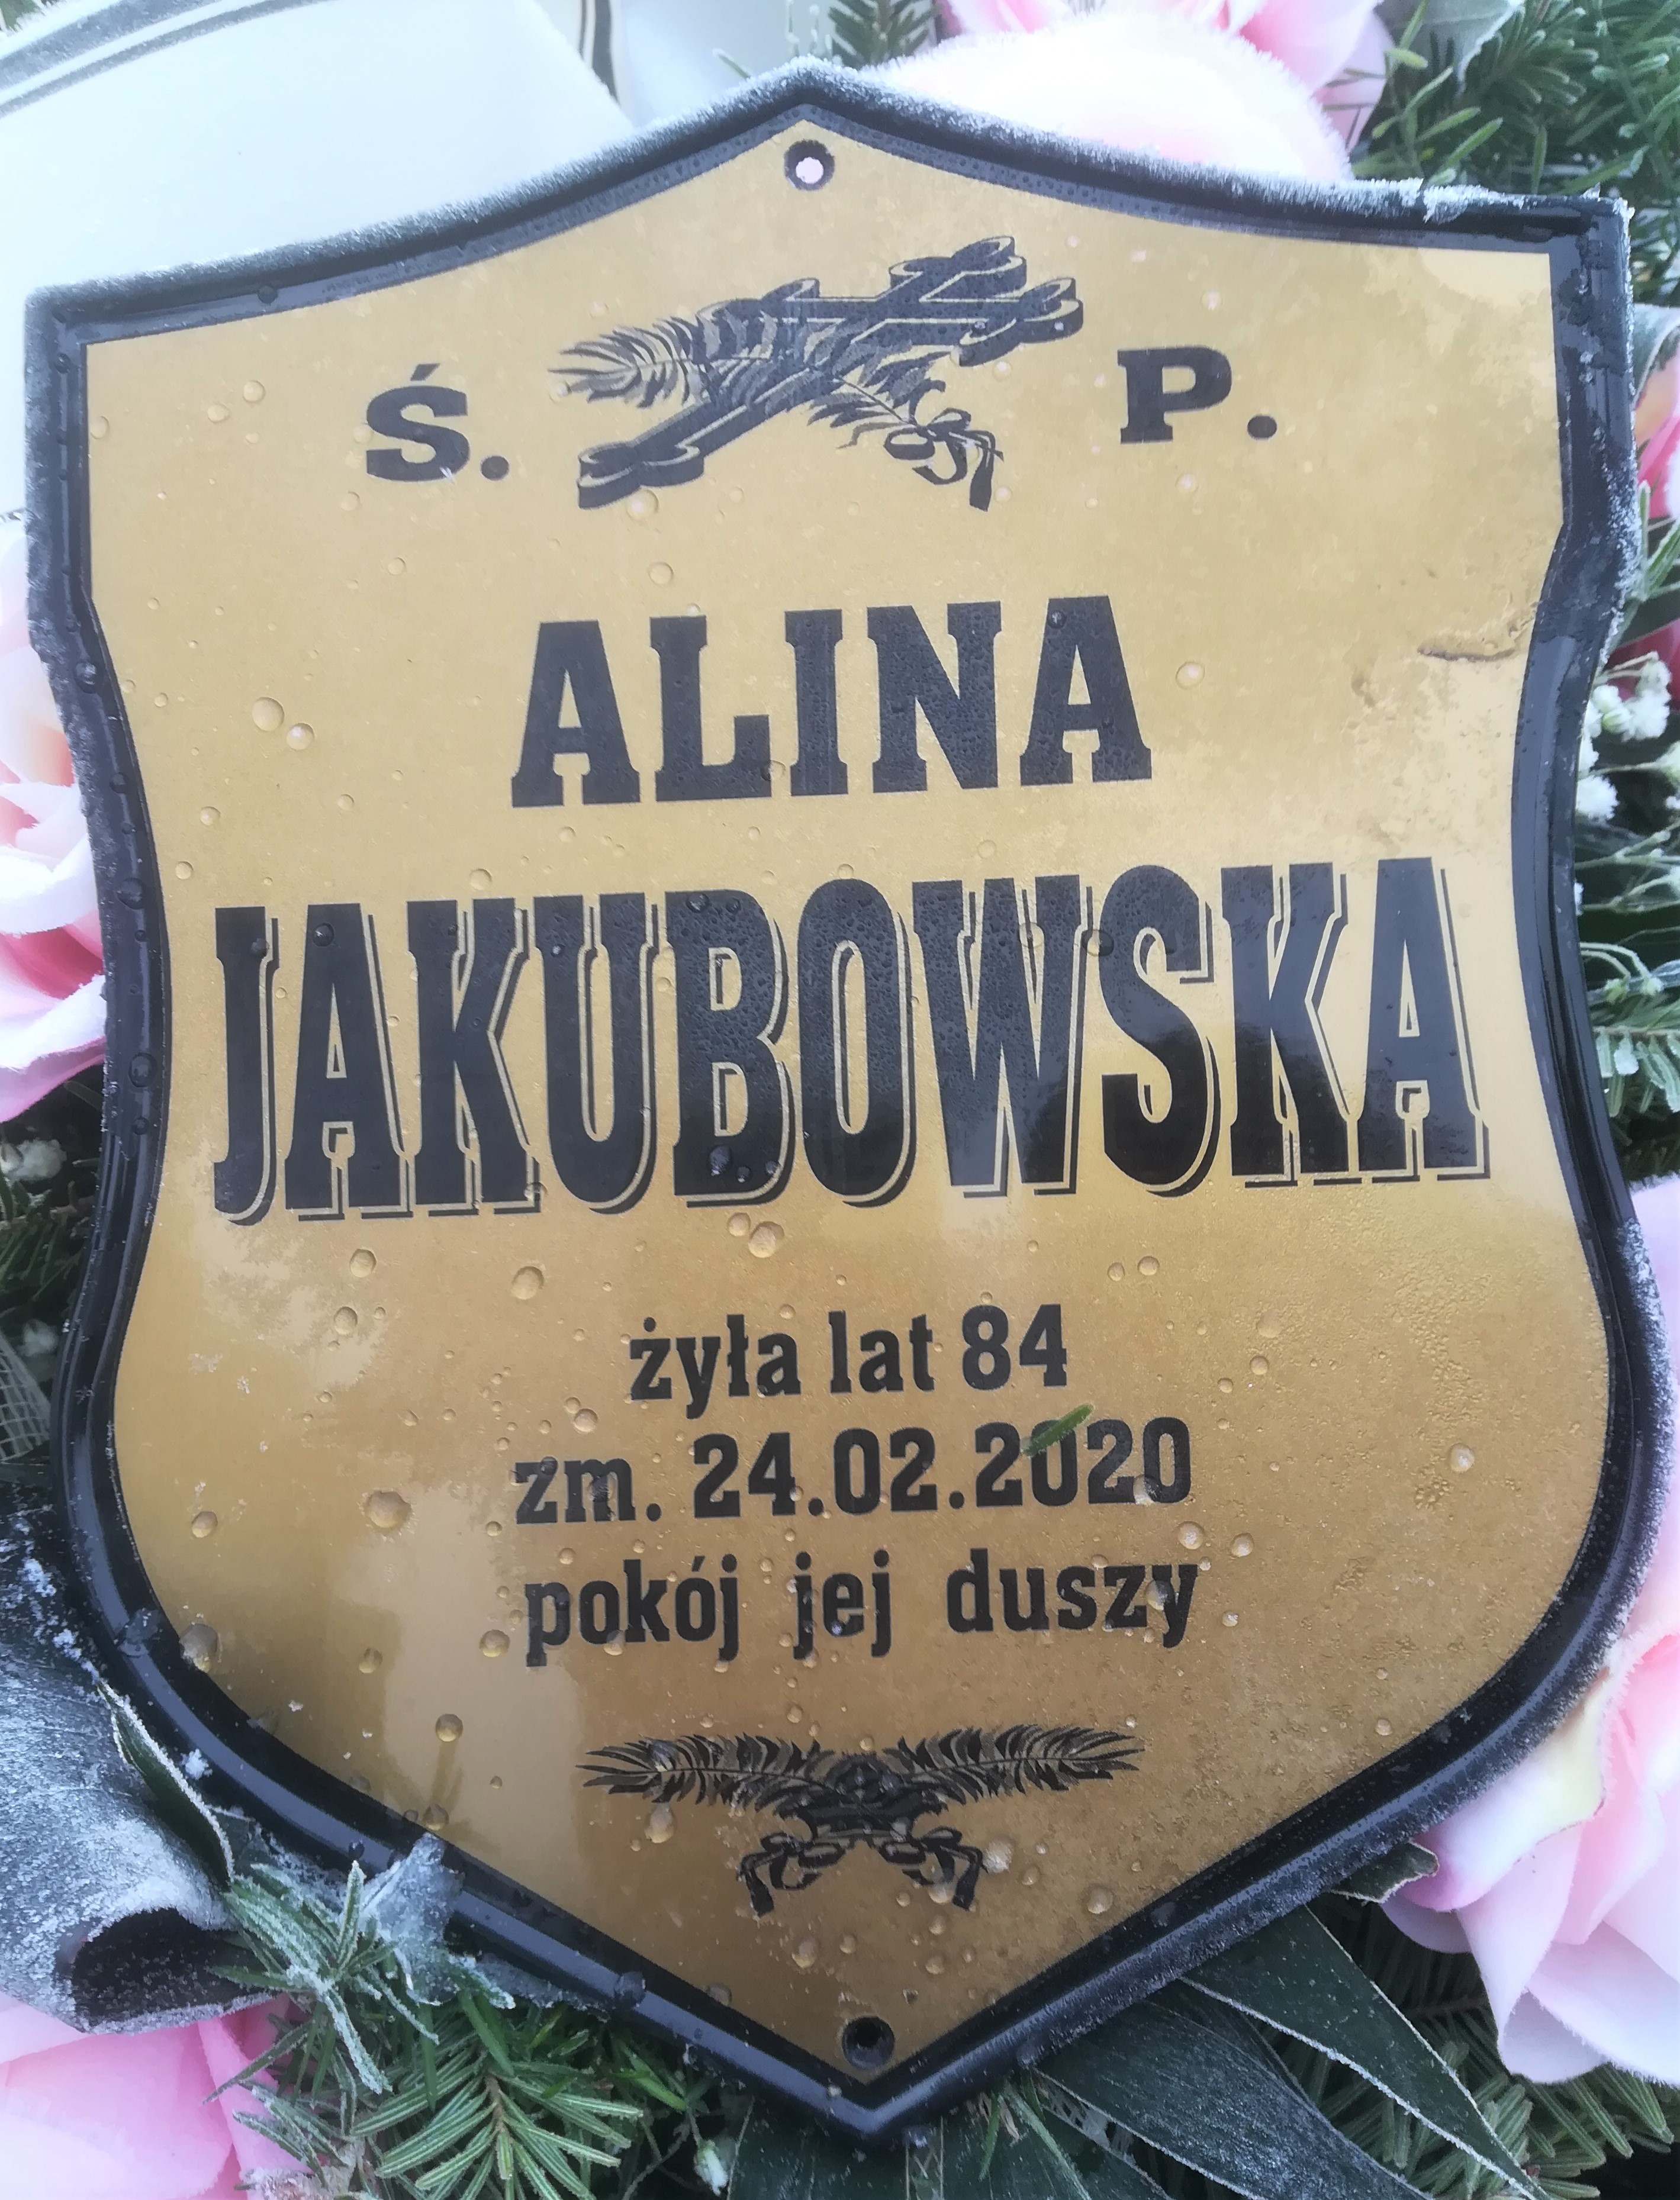 Ś. P.
ALINA
JAKUBOWSKA
żyła lat 84
zm. 24.02.2020
pokój jej duszy